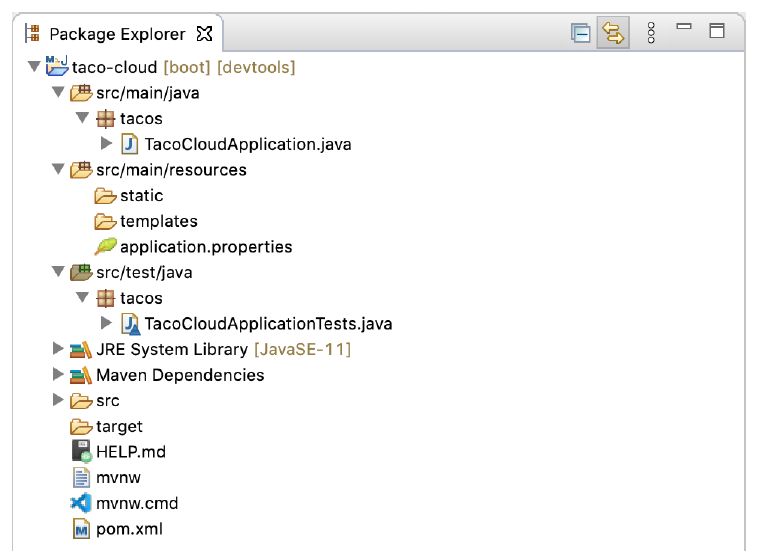 Package Explorer
taco-cloud [boot] [devtools]
src/main/java
tacos
TacoCloudApplication.java
src/main/resources
static
templates
application.properties
src/test/java
tacos
TacoCloudApplicationTests.java
JRE System Library [JavaSE-11]
Maven Dependencies
src
target
HELP.md
mvnw
mvnw.cmd
pom.xml